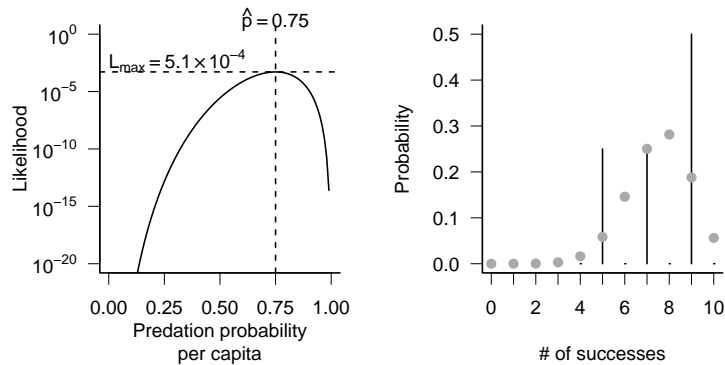 p̂ = 0.75
Lmax = 5.1 × 10−4
Likelihood
10^0
10^−5
10^−10
10^−15
10^−20
0.00 0.25 0.50 0.75 1.00
Predation probability
per capita
Probability
0.5
0.4
0.3
0.2
0.1
0.0
0 2 4 6 8 10
# of successes